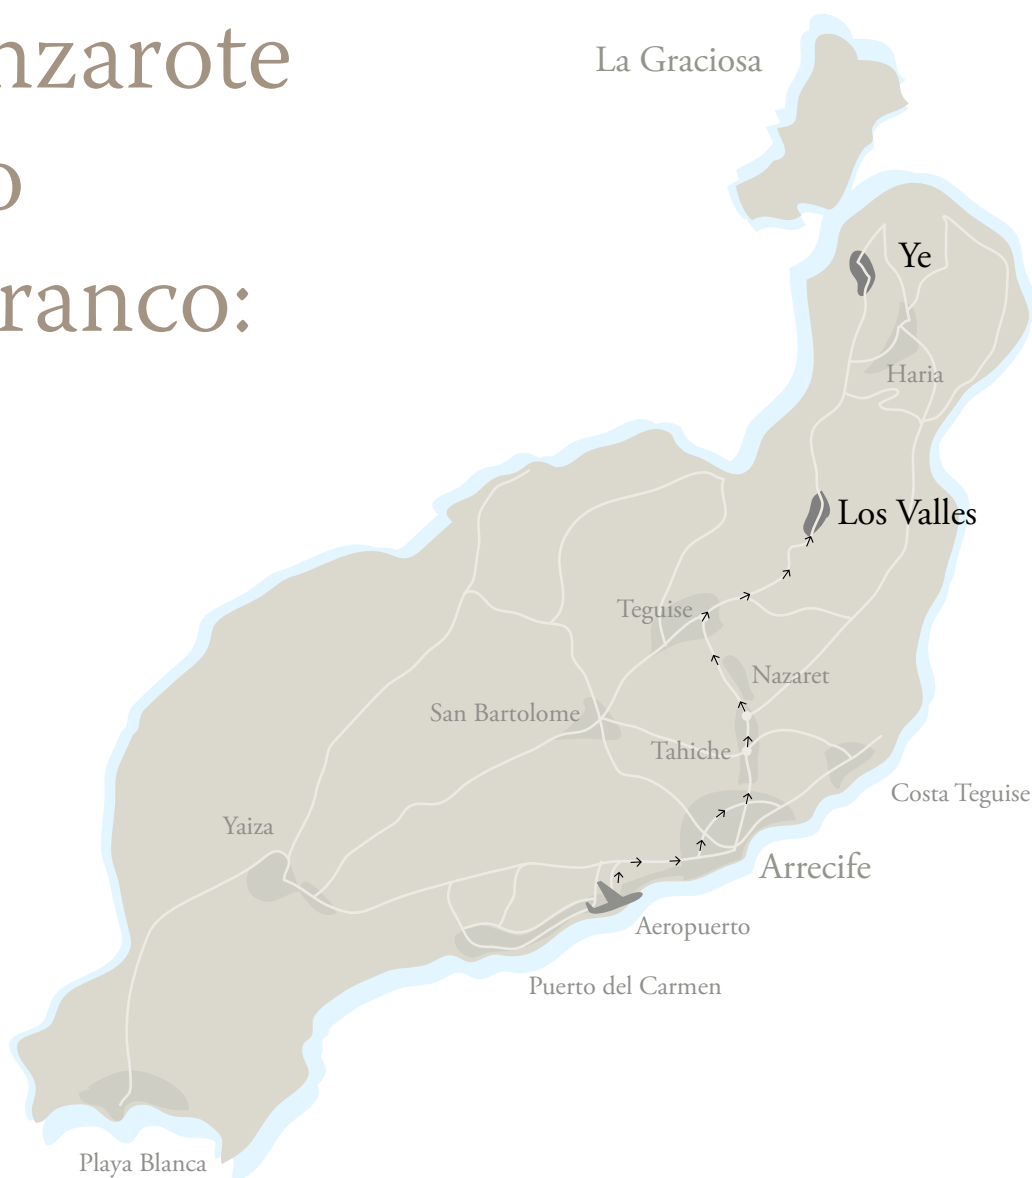 nzarote
La Graciosa
o
Ye
ranco:
Haria
Los Valles
Teguise
Nazaret
San Bartolome
Tahiche
Costa Teguise
Yaiza
Arrecife
Aeropuerto
Puerto del Carmen
Playa Blanca